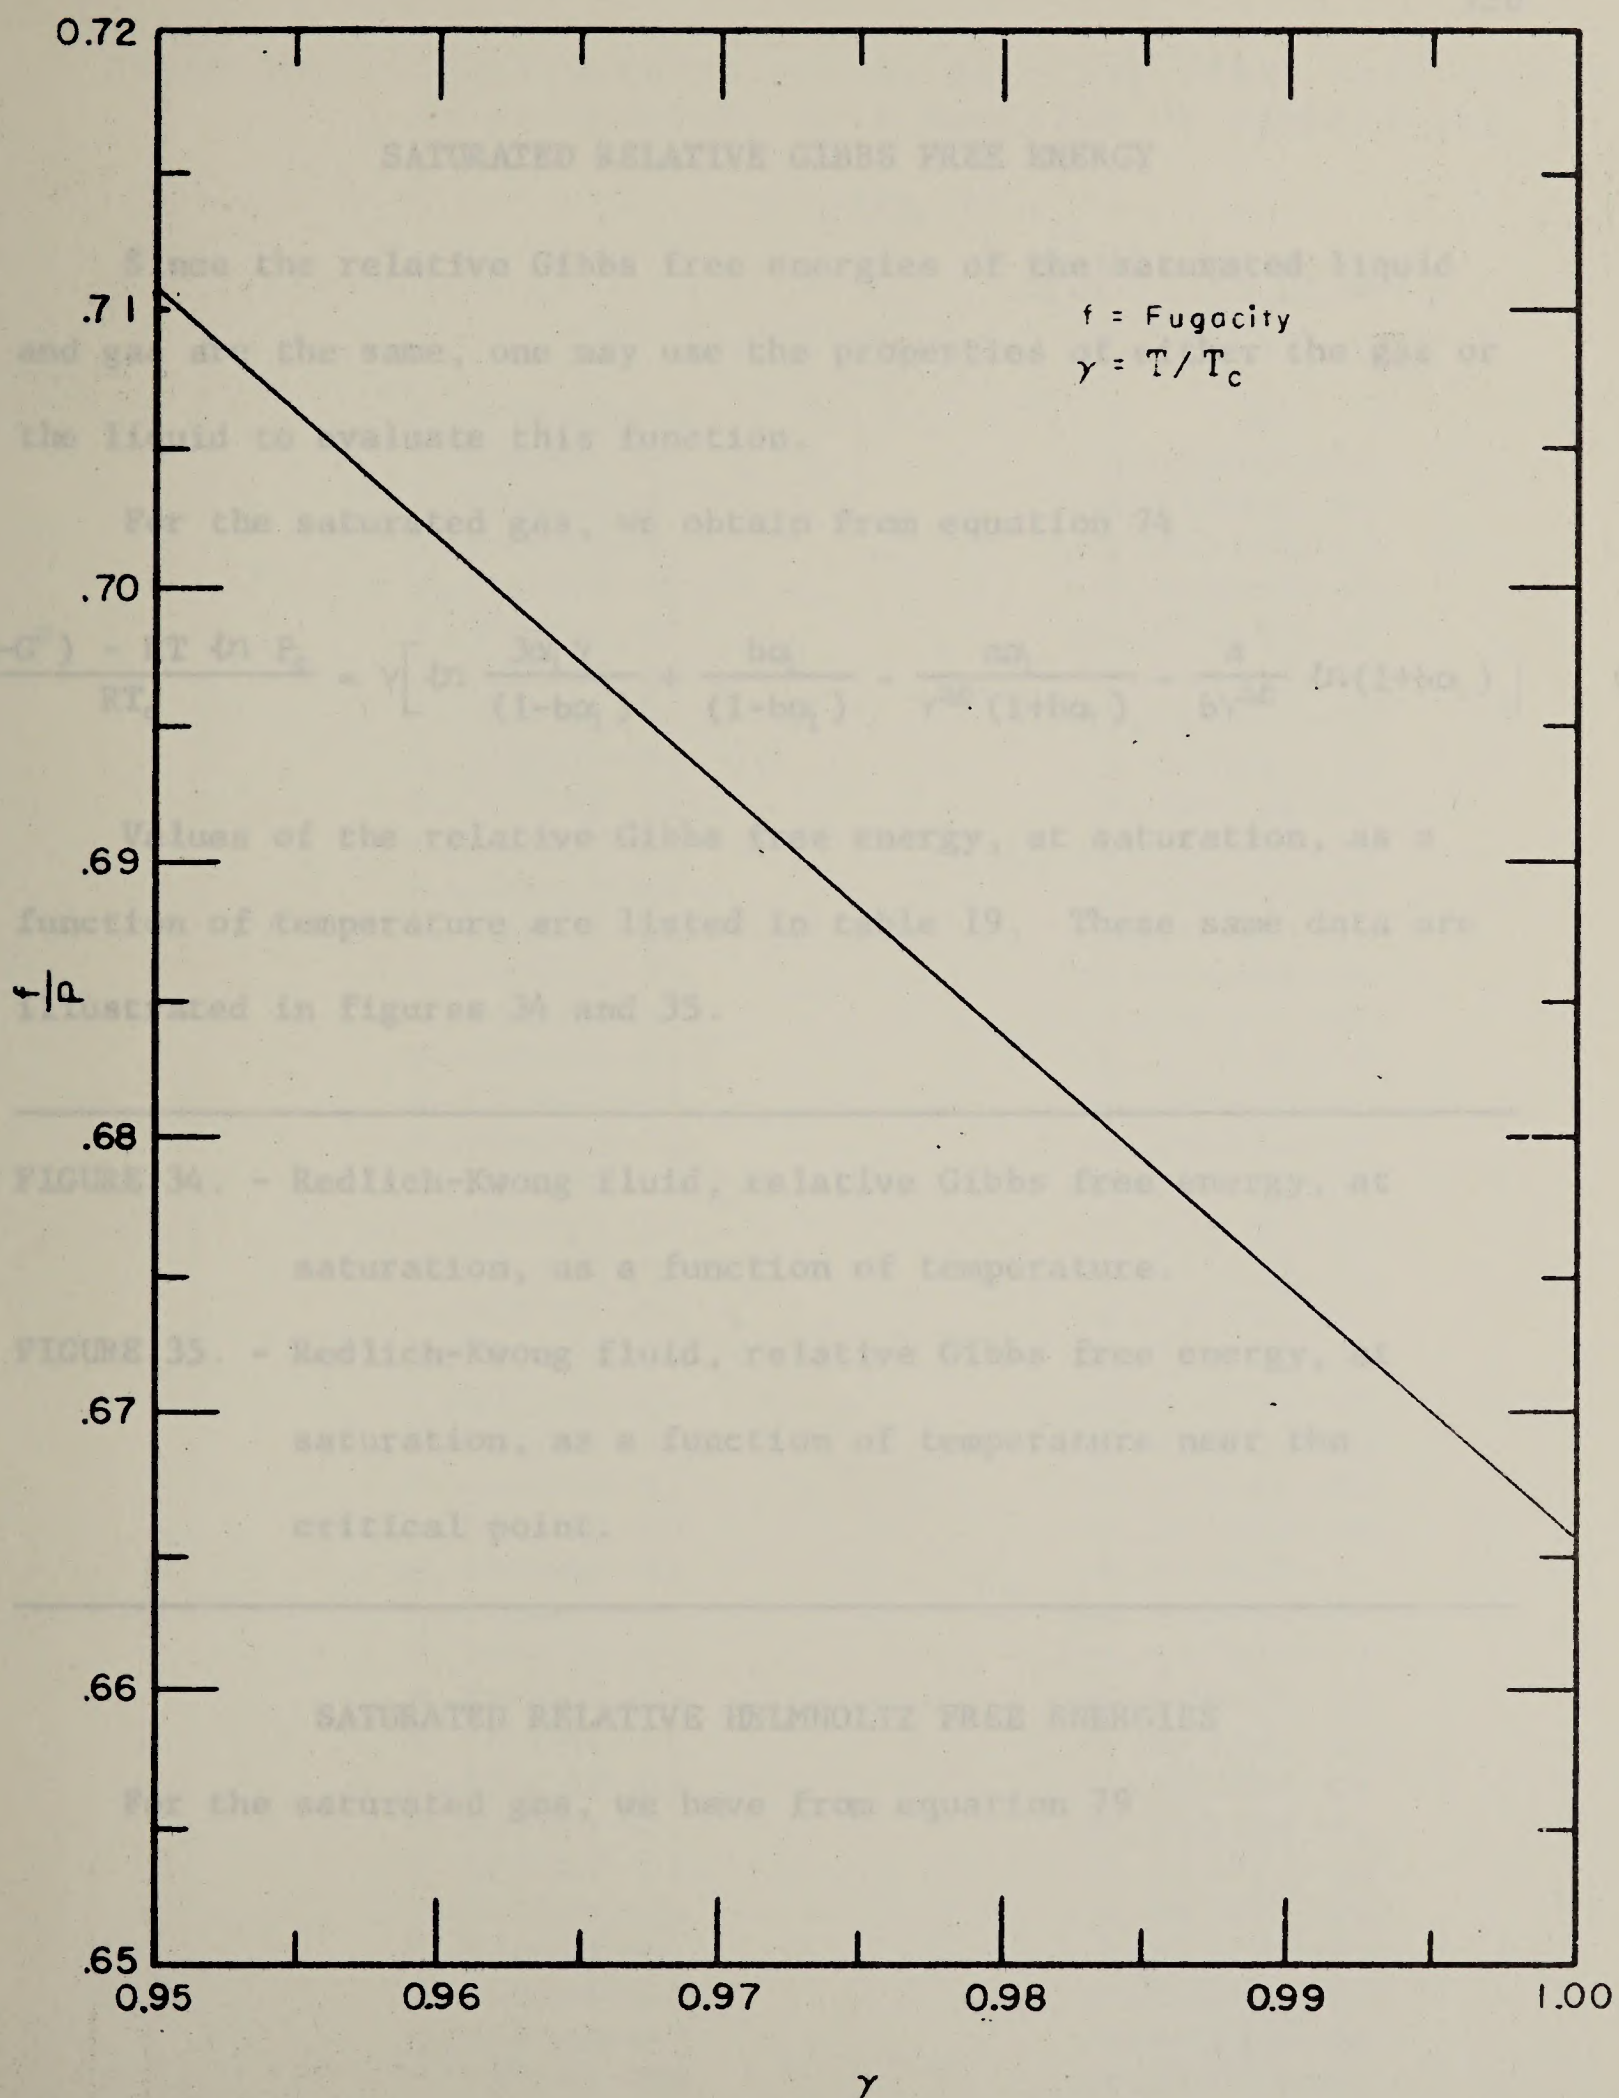 0.72
SATURATED RELATIVE GIBBS FREE ENERGY
Since the relative Gibbs free energies of the saturated liquid
.71
f = Fugacity
and gas are the same, one may use the properties of either the gas or
γ = T/Tc
the liquid to evaluate this function.
For the saturated gas, we obtain from equation 74
.70
Values of the relative Gibbs free energy, at saturation, as a
.69
function of temperature are listed in table 19. These same data are
f/P
illustrated in figures 34 and 35.
.68
FIGURE 34. - Redlich-Kwong fluid, relative Gibbs free energy, at
saturation, as a function of temperature.
FIGURE 35. - Redlich-Kwong fluid, relative Gibbs free energy, at
.67
saturation, as a function of temperature near the
critical point.
.66
SATURATED RELATIVE HELMHOLTZ FREE ENERGIES
For the saturated gas, we have from equation 79
.65
0.95 0.96 0.97 0.98 0.99 1.00
γ